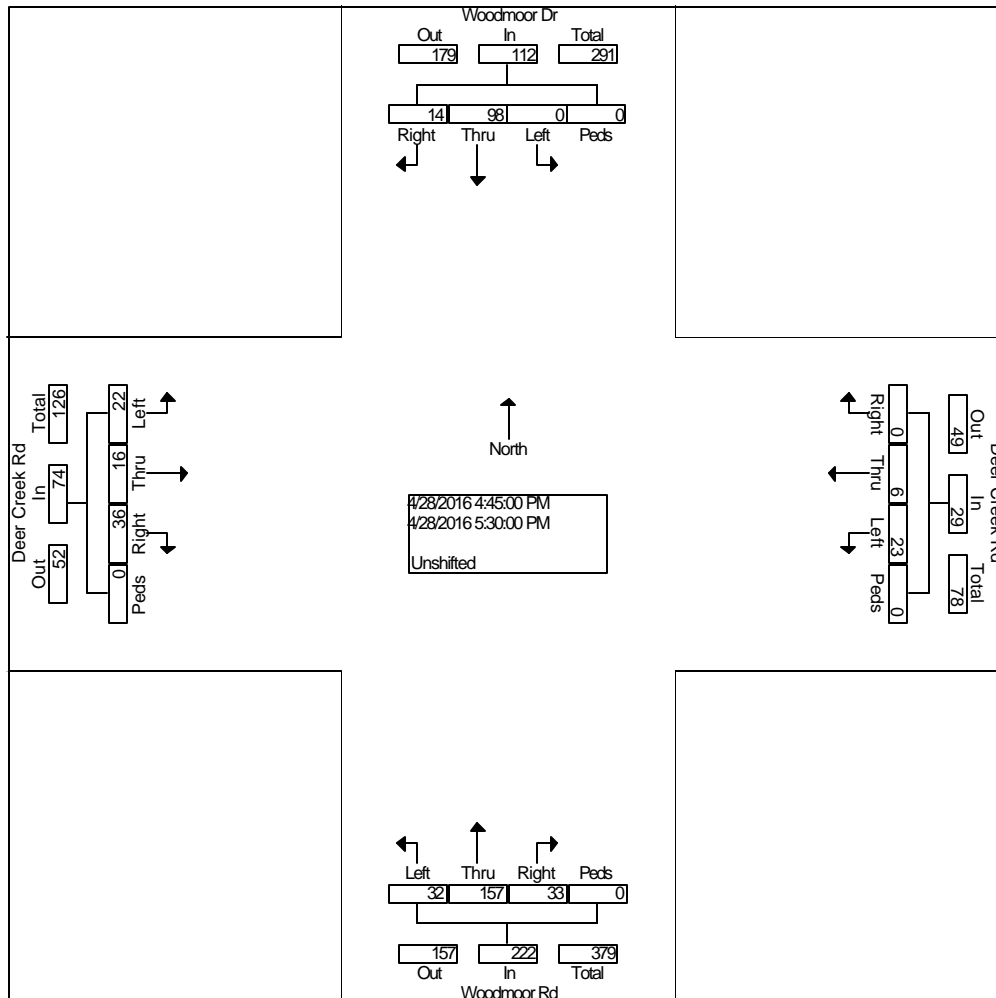 Woodmoor Dr
Out In Total
179 112 291
14 98 0 0
Right Thru Left Peds
Deer Creek Rd
Total In Out
126 74 52
22 16 36 0
Left Thru Right Peds
North
4/28/2016 4:45:00 PM
4/28/2016 5:30:00 PM
Unshifted
Right Thru Left Peds
0 6 23 0
Out In Total
49 29 78
Deer Creek Rd
Left Thru Right Peds
32 157 33 0
157 222 379
Out In Total
Woodmoor Rd